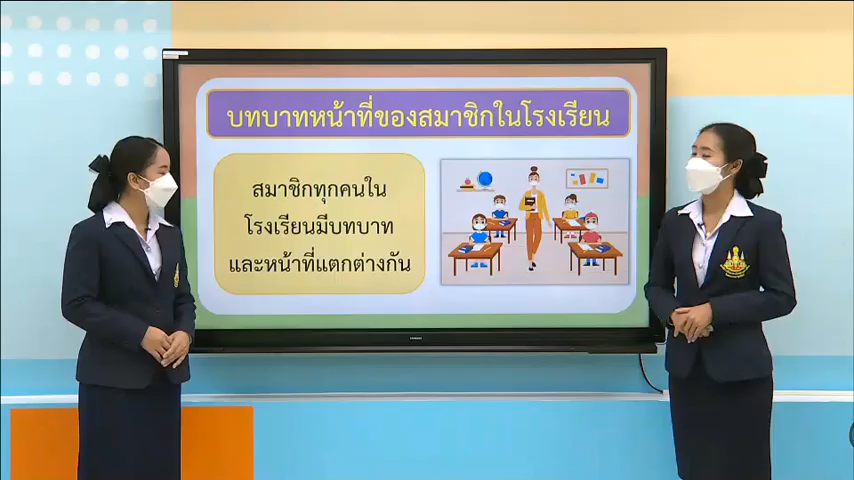 บทบาทหน้าที่ของสมาชิกในโรงเรียน
สมาชิกทุกคนใน
โรงเรียนมีบทบาท
และหน้าที่แตกต่างกัน